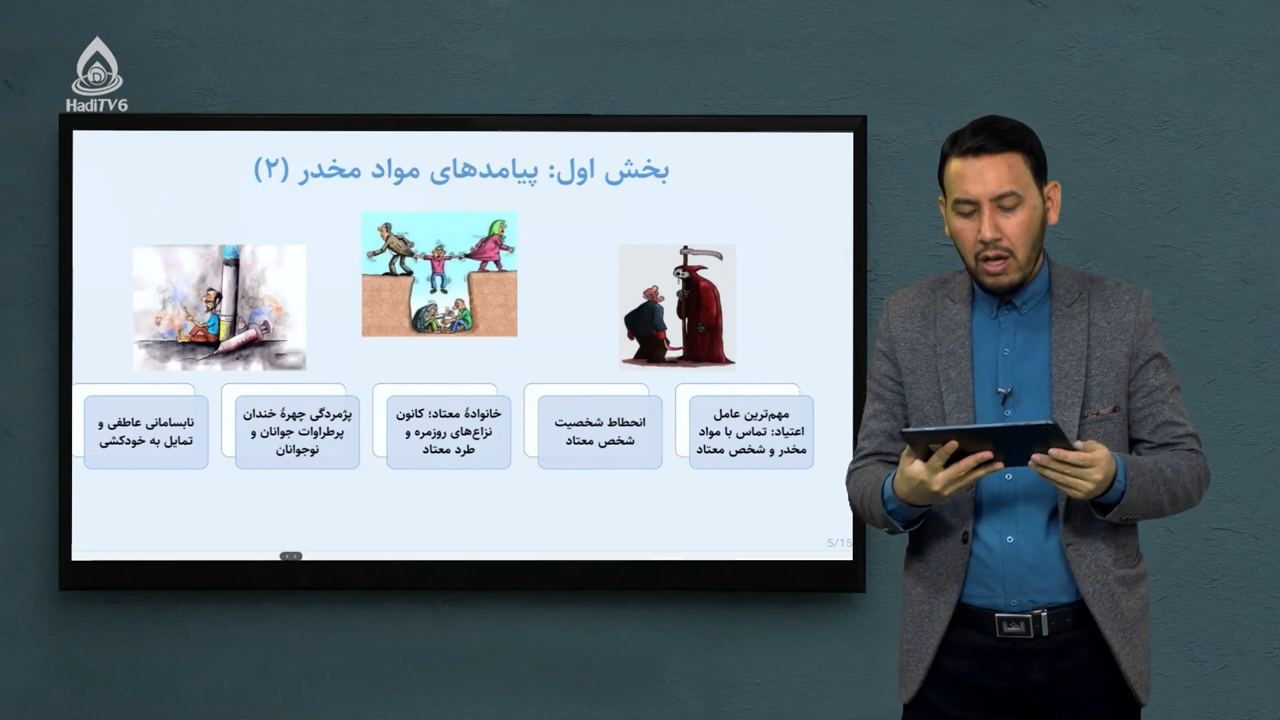 HadiTV6
بخش اول: پیامدهای مواد مخدر (۲)
مهم‌ترین عامل
اعتیاد: تماس با مواد
مخدر و شخص معتاد
انحطاط شخصیت
شخص معتاد
خانوادهٔ معتاد؛ کانون
نزاع‌های روزمره و
طرد معتاد
پژمردگی چهرهٔ خندان
پرطراوات جوانان و
نوجوانان
نابسامانی عاطفی و
تمایل به خودکشی
5/15